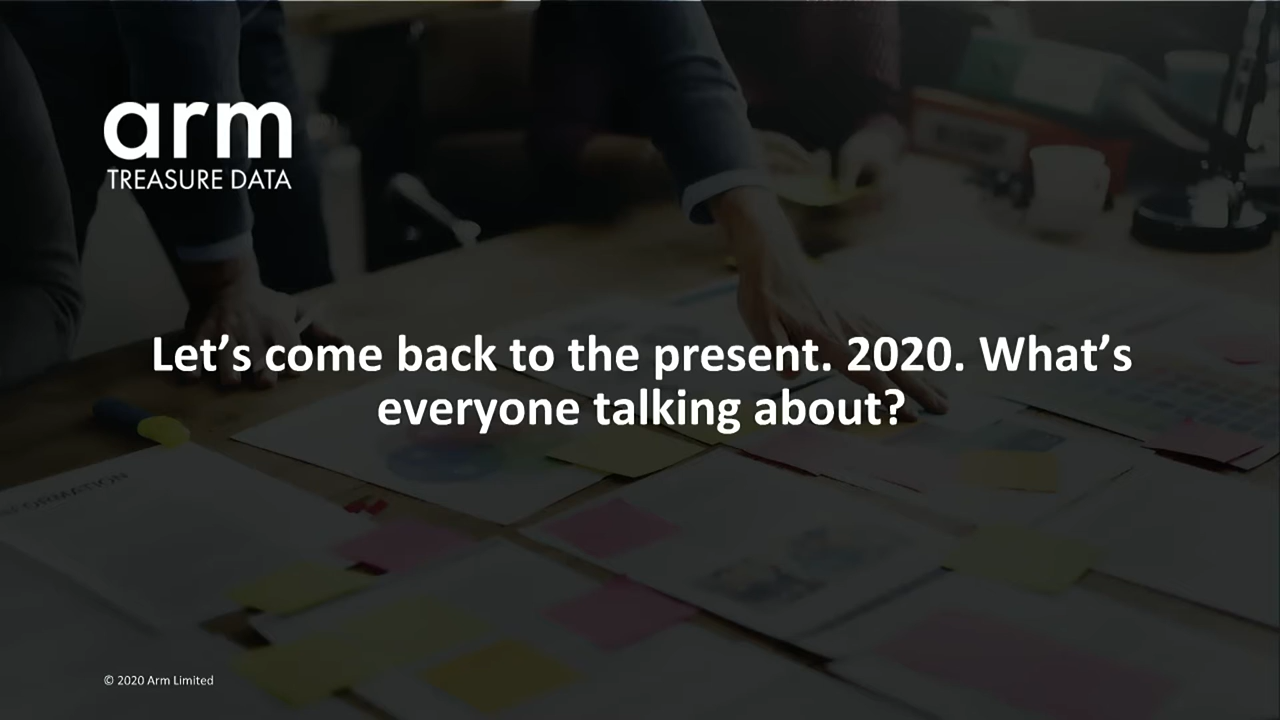 arm
TREASURE DATA
Let’s come back to the present. 2020. What’s
everyone talking about?
© 2020 Arm Limited